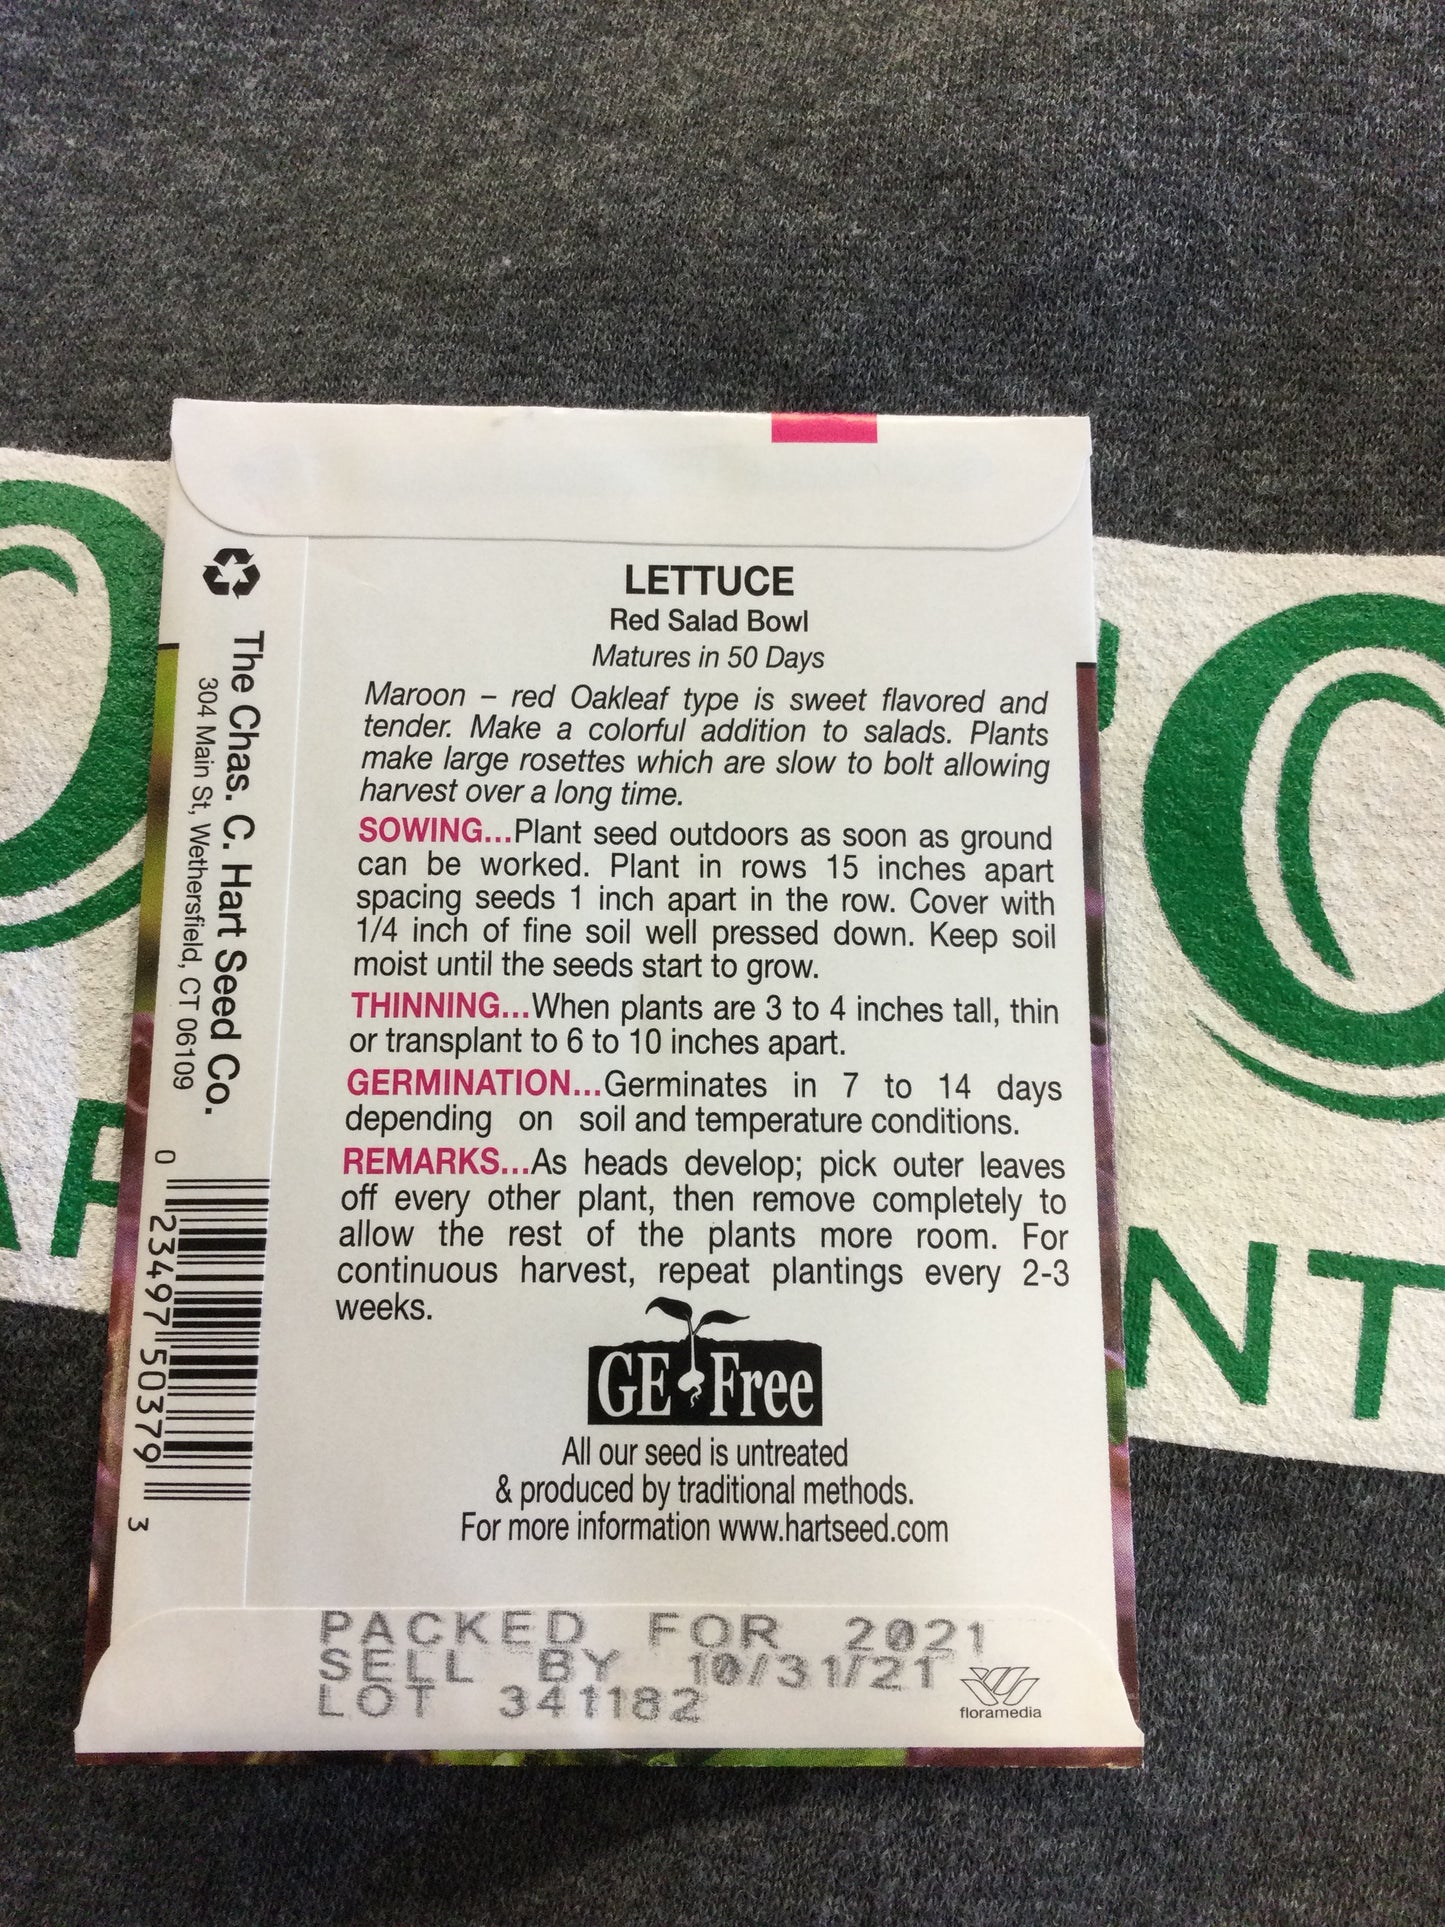 LETTUCE
Red Salad Bowl
Matures in 50 Days
Maroon – red Oakleaf type is sweet flavored and
tender. Make a colorful addition to salads. Plants
make large rosettes which are slow to bolt allowing
harvest over a long time.
SOWING...Plant seed outdoors as soon as ground
can be worked. Plant in rows 15 inches apart
spacing seeds 1 inch apart in the row. Cover with
1/4 inch of fine soil well pressed down. Keep soil
moist until the seeds start to grow.
THINNING...When plants are 3 to 4 inches tall, thin
or transplant to 6 to 10 inches apart.
GERMINATION...Germinates in 7 to 14 days
depending on soil and temperature conditions.
REMARKS...As heads develop; pick outer leaves
off every other plant, then remove completely to
allow the rest of the plants more room. For
continuous harvest, repeat plantings every 2-3
weeks.
GE Free
All our seed is untreated
& produced by traditional methods.
For more information www.hartseed.com
PACKED FOR 2021
SELL BY 10/31/21
LOT 341182
floramedia
The Chas. C. Hart Seed Co.
304 Main St, Wethersfield, CT 06109
0 23497 50379 3
NT